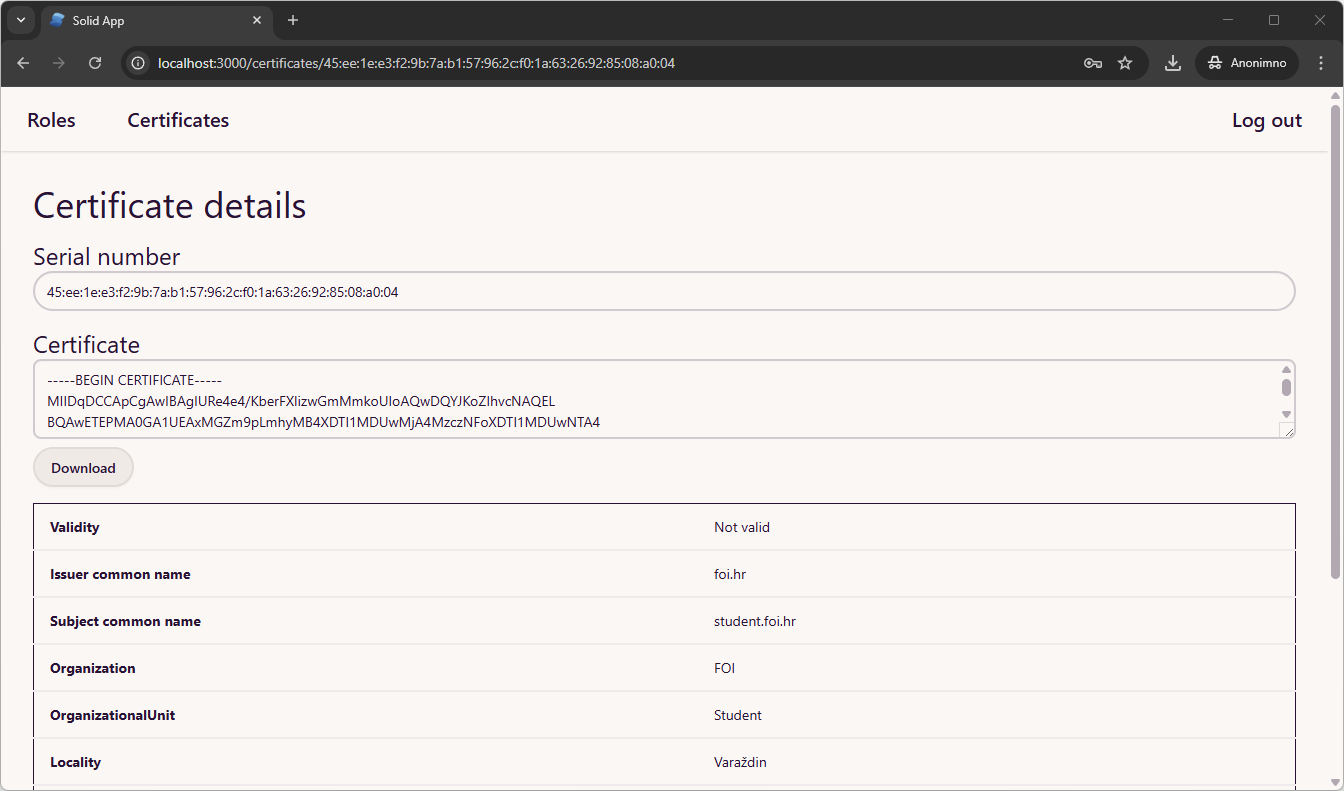 Solid App
localhost:3000/certificates/45:ee:1e:e3:f2:9b:7a:b1:57:96:2c:f0:1a:63:26:92:85:08:a0:04
Anonimno
Roles
Certificates
Log out
Certificate details
Serial number
45:ee:1e:e3:f2:9b:7a:b1:57:96:2c:f0:1a:63:26:92:85:08:a0:04
Certificate
-----BEGIN CERTIFICATE-----
MIIDqDCCApCgAwIBAgIURe4e4/KberFXlizwGmMmkoUIoAQwDQYJKoZIhvcNAQEL
BQAwETEPMA0GA1UEAxMGZm9pLmhyMB4XDTI1MDUwMjA4MzczNFoXDTI1MDUwNTA4
Download
Validity Not valid
Issuer common name foi.hr
Subject common name student.foi.hr
Organization FOI
OrganizationalUnit Student
Locality Varaždin